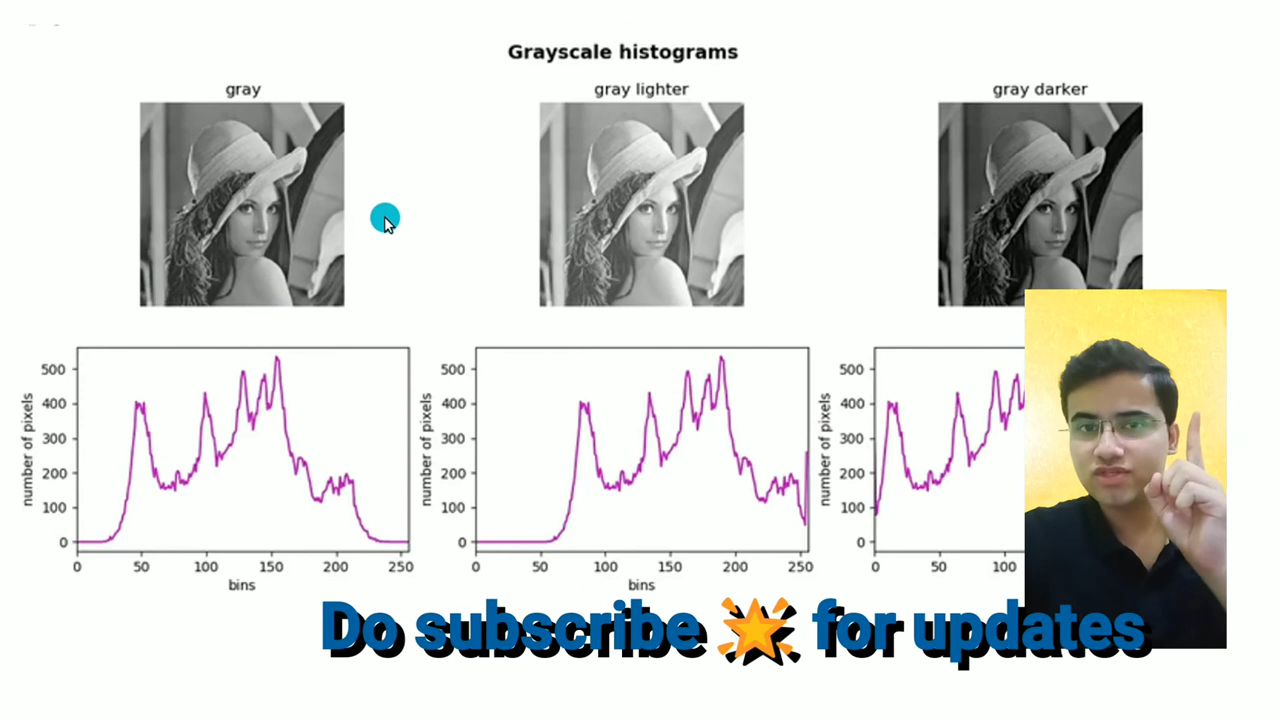 Grayscale histograms
gray
gray lighter
gray darker
500
400
300
200
100
0
number of pixels
0 50 100 150 200 250
bins
500
400
300
200
100
0
number of pixels
0 50 100 150 200 250
bins
500
400
300
200
100
0
number of pixels
0 50 100
Do subscribe 🌟 for updates